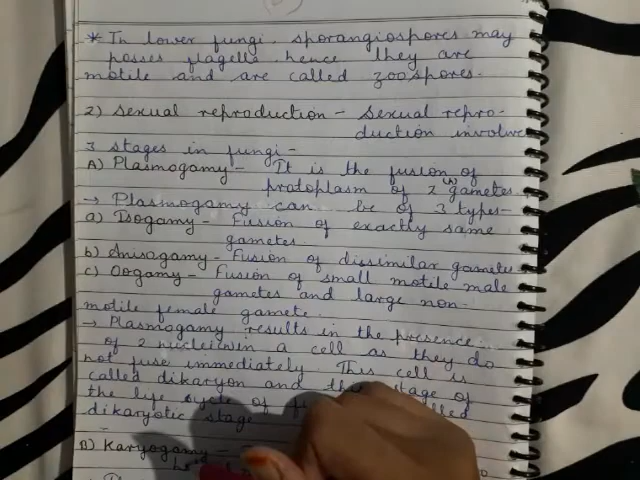 * In lower fungi, sporangiospores may
posses flagella hence they are
motile and are called zoospores.
2) Sexual reproduction - Sexual repro-
duction involve
3 stages in fungi -
A) Plasmogamy - It is the fusion of
protoplasm of 2 gametes
→ Plasmogamy can be of 3 types -
a) Isogamy - Fusion of exactly same
gametes
b) Anisogamy - Fusion of dissimilar gamete
c) Oogamy - Fusion of small motile male
gametes and large non-
motile female gamete.
→ Plasmogamy results in the presence
of 2 nuclei in a cell as they do
not fuse immediately. This cell is
called dikaryon and the stage of
the life cycle of
dikaryotic stage
B) Karyogamy -